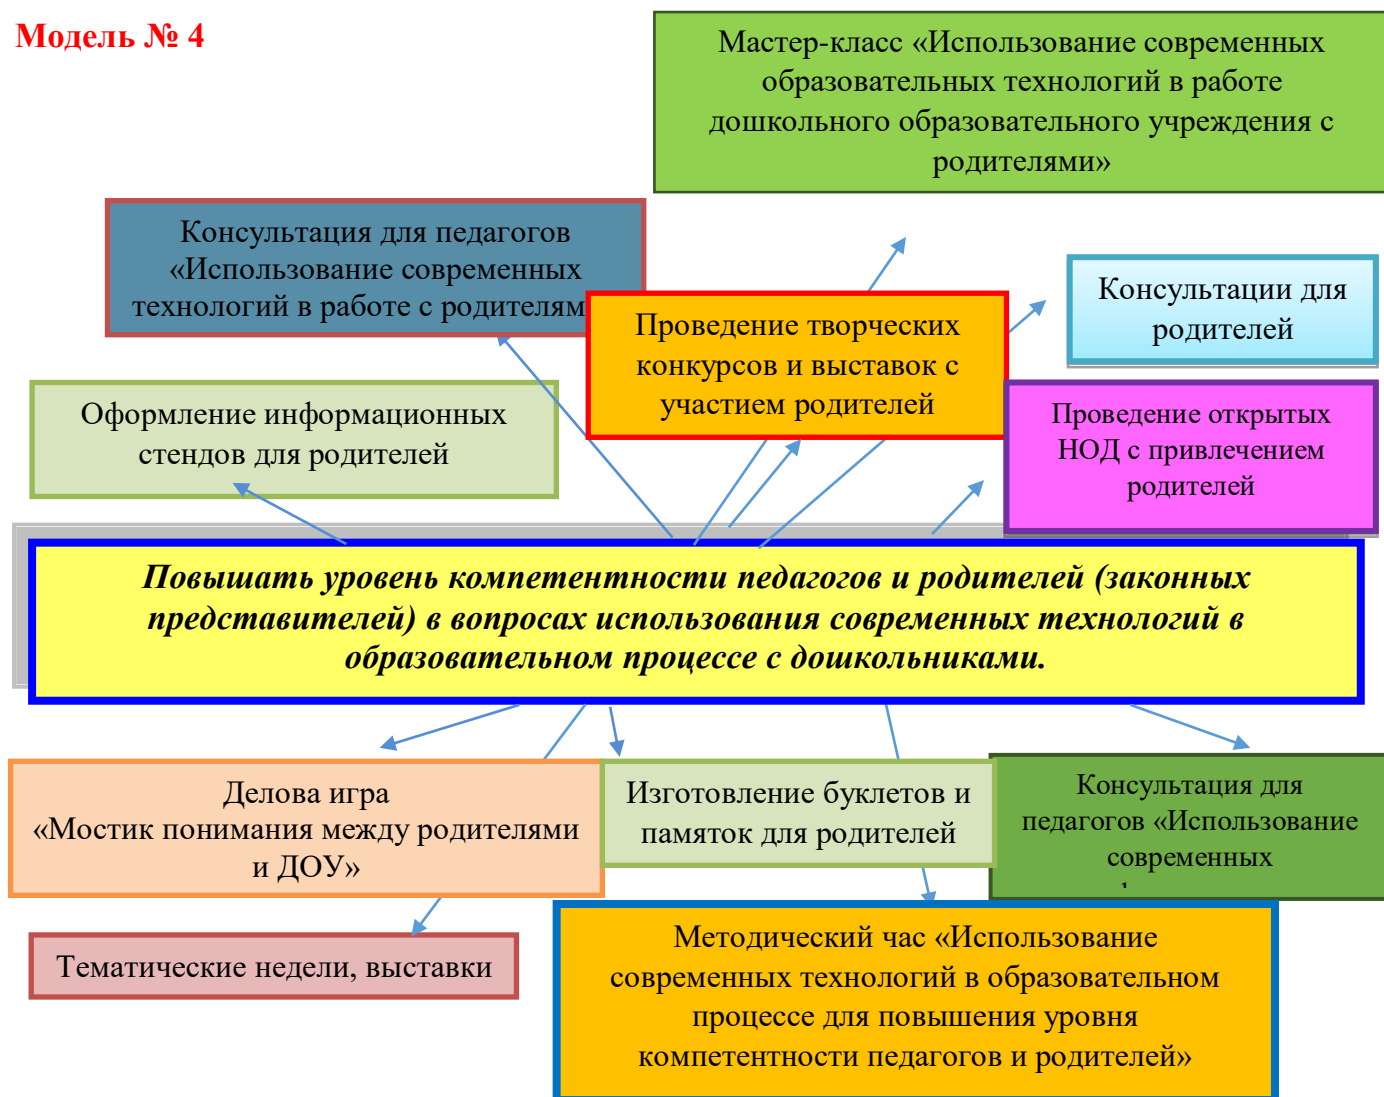 Модель № 4
Мастер-класс «Использование современных
образовательных технологий в работе
дошкольного образовательного учреждения с
родителями»
Консультация для педагогов
«Использование современных
технологий в работе с родителям
Консультации для
родителей
Проведение творческих
конкурсов и выставок с
участием родителей
Оформление информационных
стендов для родителей
Проведение открытых
НОД с привлечением
родителей
Повышать уровень компетентности педагогов и родителей (законных
представителей) в вопросах использования современных технологий в
образовательном процессе с дошкольниками.
Делова игра
«Мостик понимания между родителями
и ДОУ»
Изготовление буклетов и
памяток для родителей
Консультация для
педагогов «Использование
современных
Тематические недели, выставки
Методический час «Использование
современных технологий в образовательном
процессе для повышения уровня
компетентности педагогов и родителей»